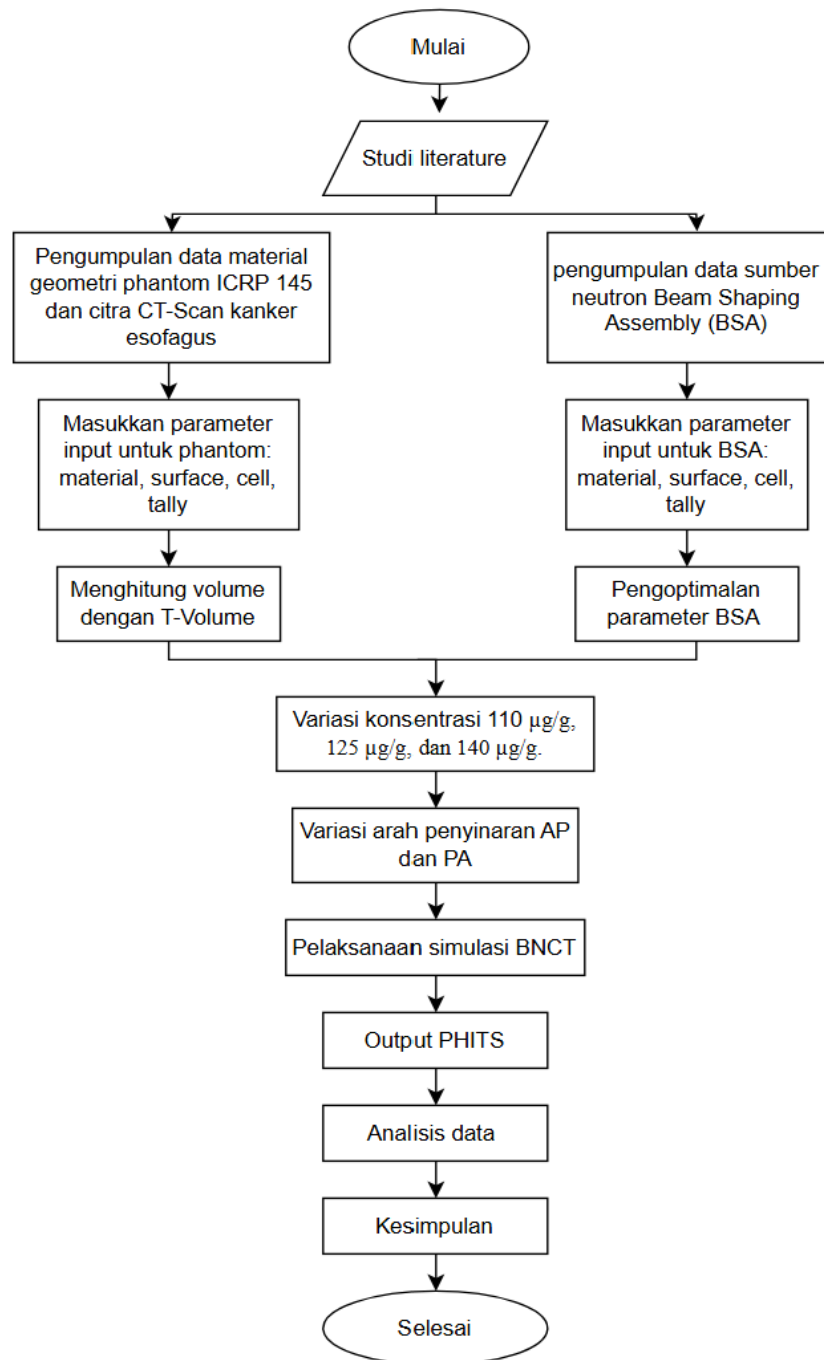 Mulai
Studi literature
Pengumpulan data material
geometri phantom ICRP 145
dan citra CT-Scan kanker
esofagus
pengumpulan data sumber
neutron Beam Shaping
Assembly (BSA)
Masukkan parameter
input untuk phantom:
material, surface, cell,
tally
Masukkan parameter
input untuk BSA:
material, surface, cell,
tally
Menghitung volume
dengan T-Volume
Pengoptimalan
parameter BSA
Variasi konsentrasi 110 µg/g,
125 µg/g, dan 140 µg/g.
Variasi arah penyinaran AP
dan PA
Pelaksanaan simulasi BNCT
Output PHITS
Analisis data
Kesimpulan
Selesai